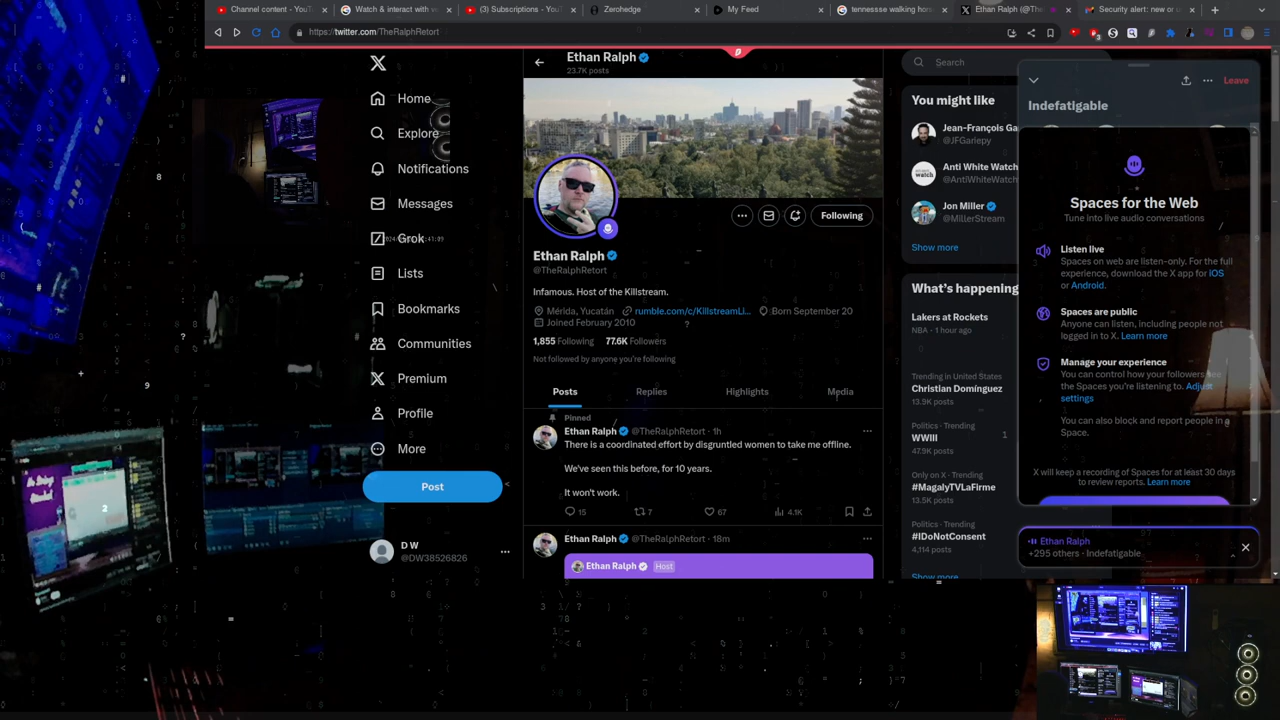 Channel content - YouT
Watch & interact with v
(3) Subscriptions - YouT
Zerohedge
My Feed
tennessse walking hors
Ethan Ralph (@The
Security alert: new or u
https://twitter.com/TheRalphRetort
Home
Explore
Notifications
Messages
Grok
Lists
Bookmarks
Communities
Premium
Profile
More
Post
D W
@DW38526826
Ethan Ralph
23.7K posts
Following
Ethan Ralph
@TheRalphRetort
Infamous. Host of the Killstream.
Mérida, Yucatán rumble.com/c/KillstreamLi... Born September 20
Joined February 2010
1,855 Following 77.6K Followers
Not followed by anyone you're following
Posts Replies Highlights Media
Pinned
Ethan Ralph @TheRalphRetort · 1h
There is a coordinated effort by disgruntled women to take me offline.
We've seen this before, for 10 years.
It won't work.
15 7 67 4.1K
Ethan Ralph @TheRalphRetort · 18m
Ethan Ralph Host
Search
You might like
Jean-François Ga
@JFGariepy
Anti White Watch
@AntiWhiteWatch
Jon Miller
@MillerStream
Show more
What's happening
Lakers at Rockets
NBA · 1 hour ago
Trending in United States
Christian Domínguez
13.9K posts
Politics · Trending
WWIII
47.9K posts
Only on X · Trending
#MagalyTVLaFirme
13.5K posts
Politics · Trending
#IDoNotConsent
4,114 posts
Show more
Leave
Indefatigable
Spaces for the Web
Tune into live audio conversations
Listen live
Spaces on web are listen-only. For the full
experience, download the X app for iOS
or Android.
Spaces are public
Anyone can listen, including people not
logged in to X. Learn more
Manage your experience
You can control how your followers see
the Spaces you're listening to. Adjust
settings
You can also block and report people in a
Space.
X will keep a recording of Spaces for at least 30 days
to review reports. Learn more
Ethan Ralph
+295 others · Indefatigable